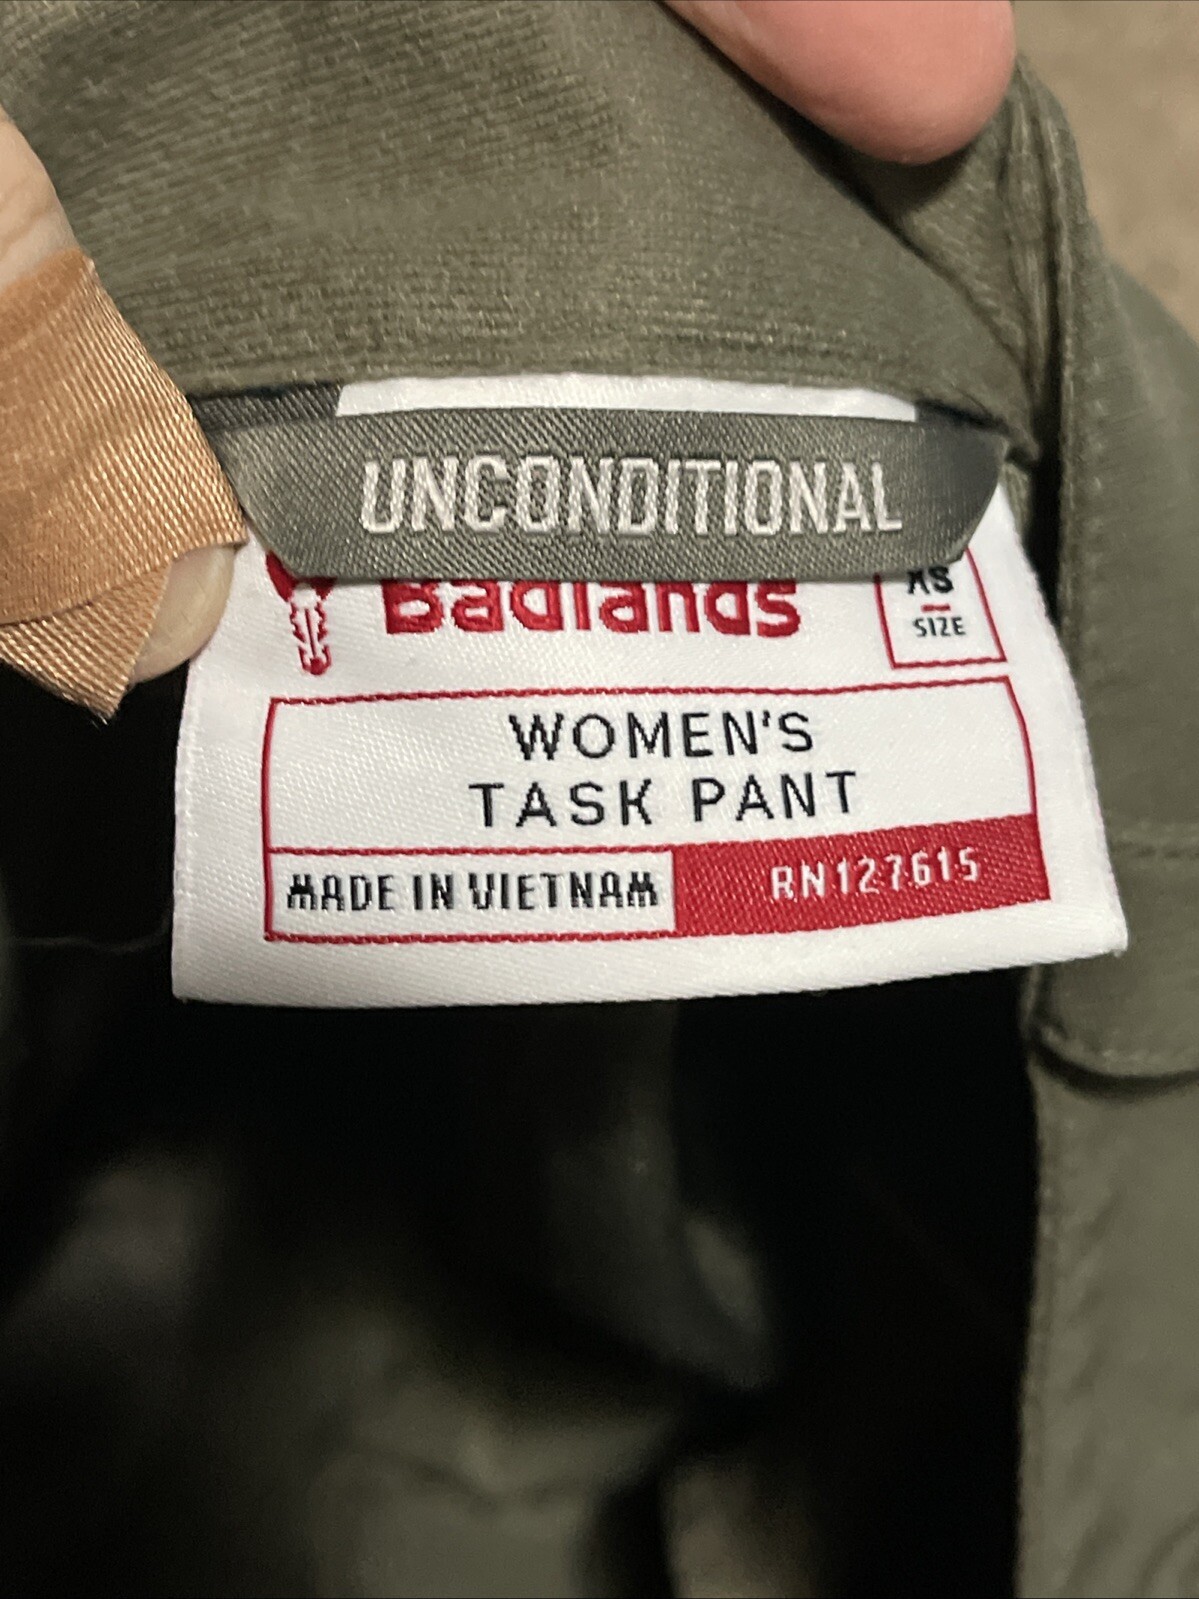 UNCONDITIONAL
Badlands
XS
SIZE
WOMEN'S
TASK PANT
MADE IN VIETNAM
RN127615